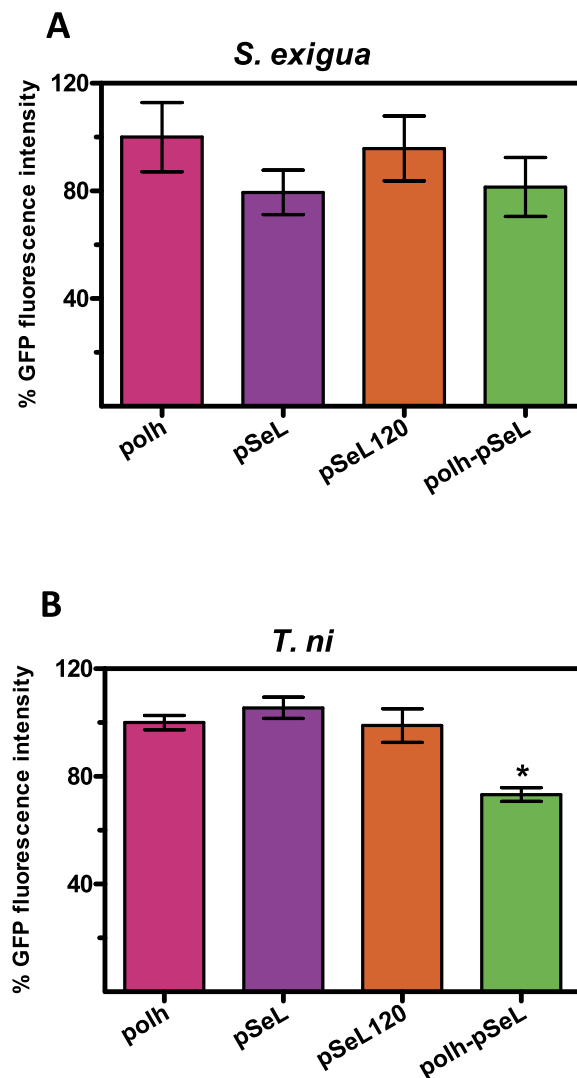 A
S. exigua
% GFP fluorescence intensity
120
80
40
polh
pSeL
pSeL120
polh-pSeL
B
T. ni
% GFP fluorescence intensity
120
80
40
*
polh
pSeL
pSeL120
polh-pSeL